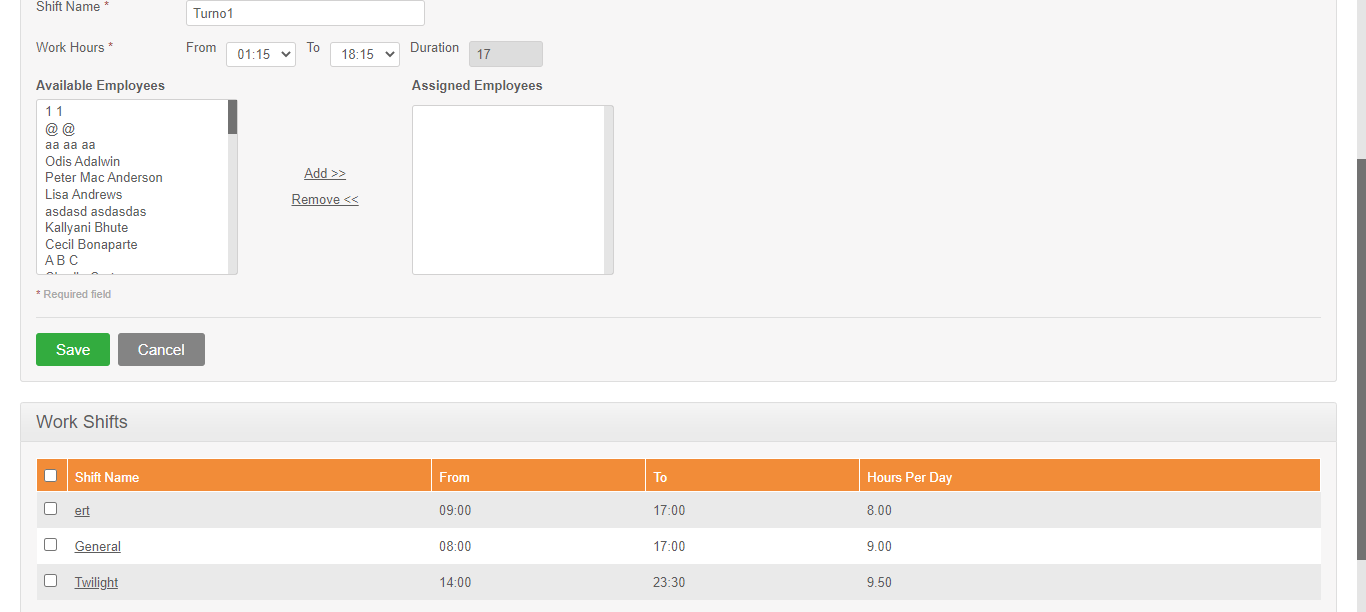 Shift Name *
Turno1
Work Hours * From 01:15 To 18:15 Duration 17
Available Employees Assigned Employees
1 1
@ @
aa aa aa
Odis Adalwin
Peter Mac Anderson
Lisa Andrews
asdasd asdasdas
Kallyani Bhute
Cecil Bonaparte
A B C
Add >>
Remove <<
* Required field
Save Cancel
Work Shifts
Shift Name From To Hours Per Day
ert 09:00 17:00 8.00
General 08:00 17:00 9.00
Twilight 14:00 23:30 9.50